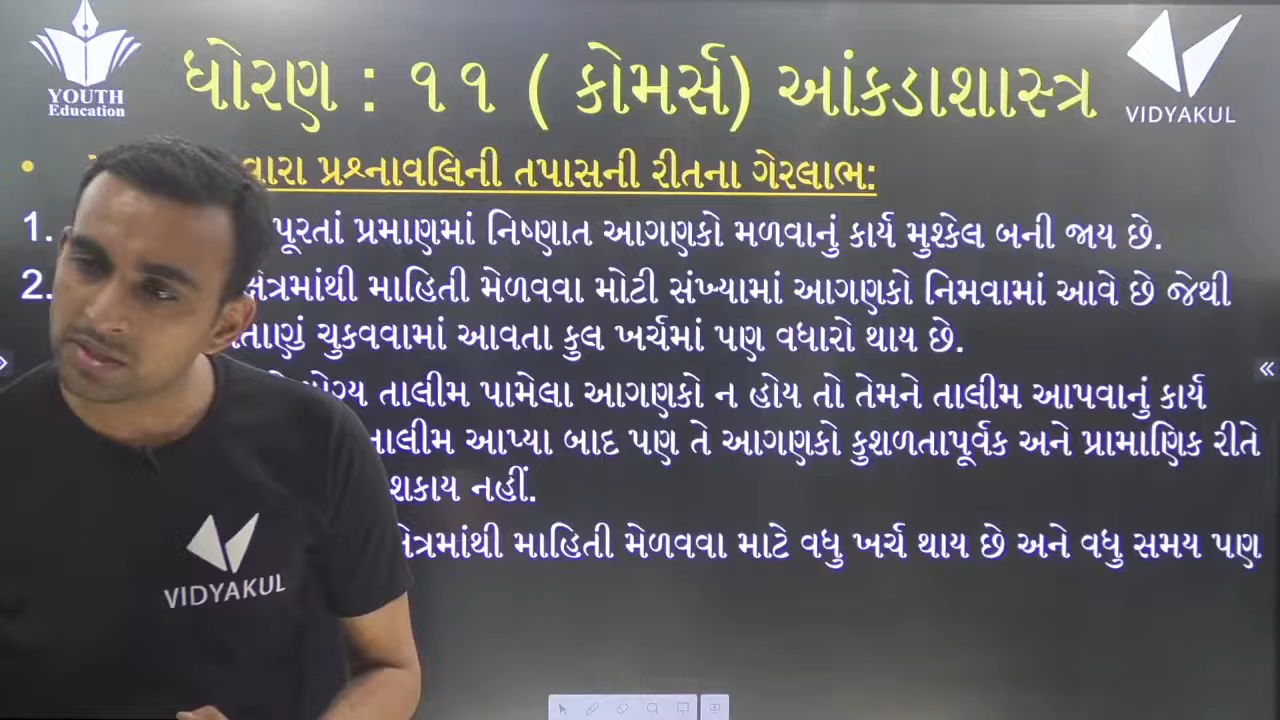 YOUTH
Education
ધોરણ : ૧૧ ( કોમર્સ) આંકડાશાસ્ત્ર
VIDYAKUL
પ્રશ્નાવલિની તપાસની રીતના ગેરલાભ:
1. પૂરતાં પ્રમાણમાં નિષ્ણાત આગણકો મળવાનું કાર્ય મુશ્કેલ બની જાય છે.
2. માહિતી મેળવવા મોટી સંખ્યામાં આગણકો નિમવામાં આવે છે જેથી
ચુકવવામાં આવતા કુલ ખર્ચમાં પણ વધારો થાય છે.
તાલીમ પામેલા આગણકો ન હોય તો તેમને તાલીમ આપવાનું કાર્ય
આપ્યા બાદ પણ તે આગણકો કુશળતાપૂર્વક અને પ્રામાણિક રીતે
શકાય નહીં.
માહિતી મેળવવા માટે વધુ ખર્ચ થાય છે અને વધુ સમય પણ
VIDYAKUL